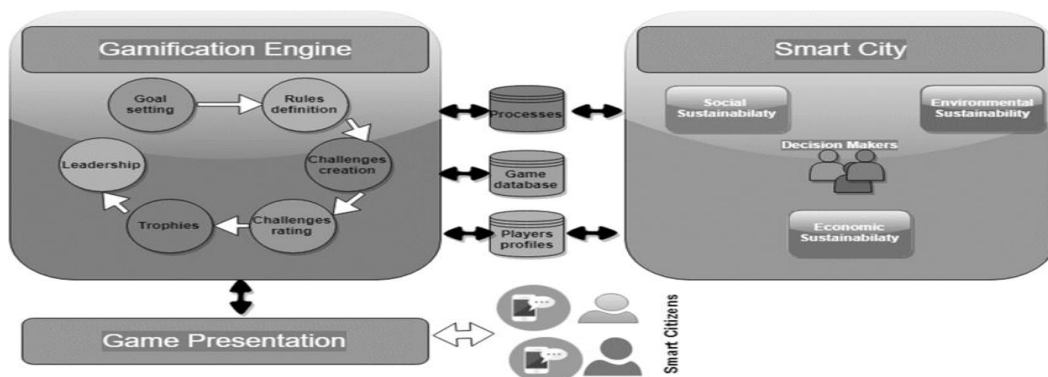 Gamification Engine
Goal
setting
Rules
definition
Challenges
creation
Challenges
rating
Trophies
Leadership
Processes
Game
database
Players
profiles
Smart City
Social
Sustainabilaty
Environmental
Sustainability
Decision Makers
Economic
Sustainabilaty
Game Presentation
Smart Citizens